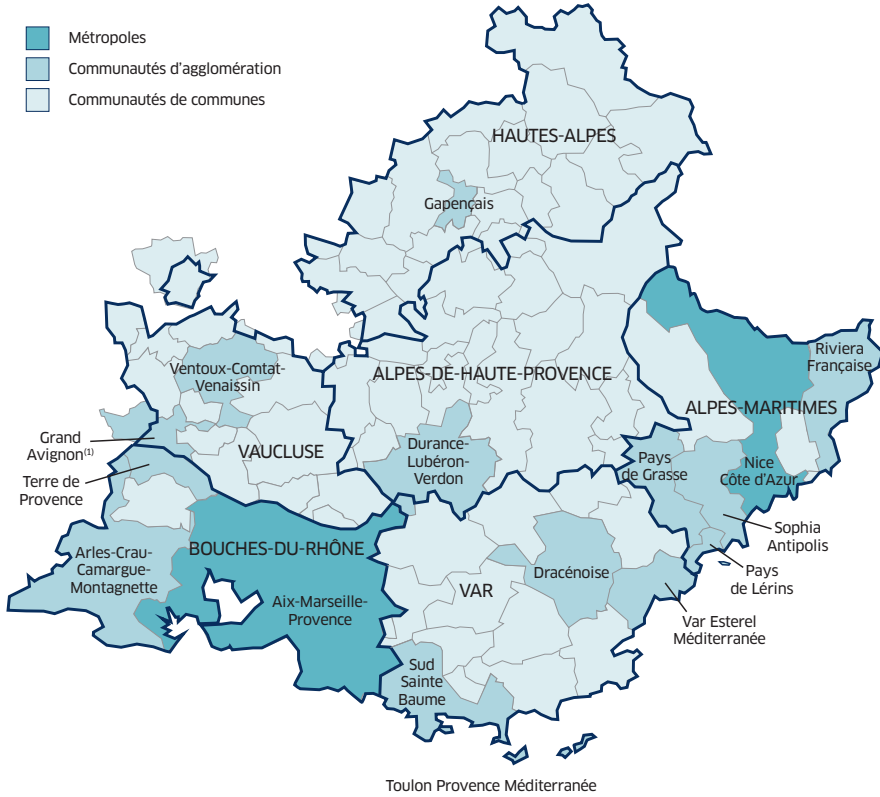 Métropoles
Communautés d'agglomération
Communautés de communes
HAUTES-ALPES
Gapençais
Ventoux-Comtat-
Venaissin
ALPES-DE-HAUTE-PROVENCE
Riviera
Française
ALPES-MARITIMES
Grand
Avignon(1)
VAUCLUSE
Durance-
Lubéron-
Verdon
Pays
de Grasse
Nice
Côte d'Azur
Terre de
Provence
Sophia
Antipolis
Arles-Crau-
Camargue-
Montagnette
BOUCHES-DU-RHÔNE
Aix-Marseille-
Provence
VAR
Dracénoise
Pays
de Lérins
Var Esterel
Méditerranée
Sud
Sainte
Baume
Toulon Provence Méditerranée